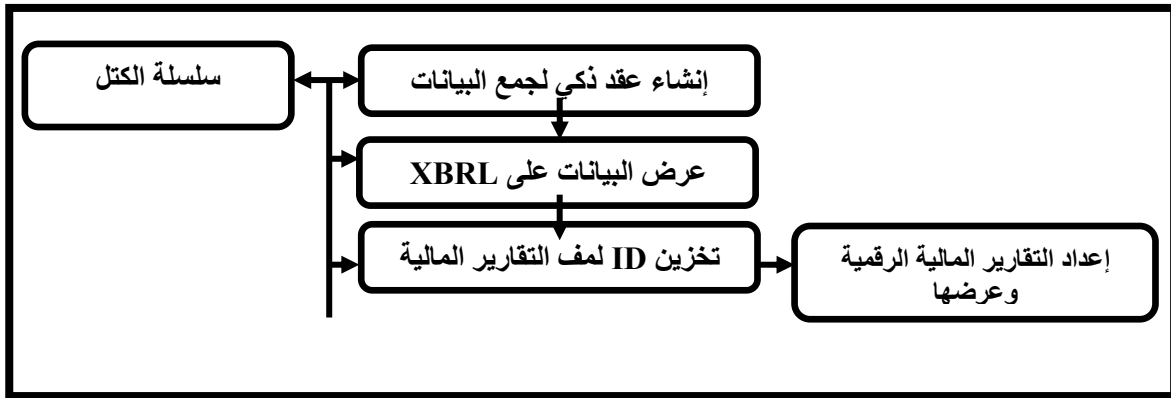 سلسلة الكتل
إنشاء عقد ذكي لجمع البيانات
عرض البيانات على XBRL
تخزين ID لمف التقارير المالية
إعداد التقارير المالية الرقمية
وعرضها